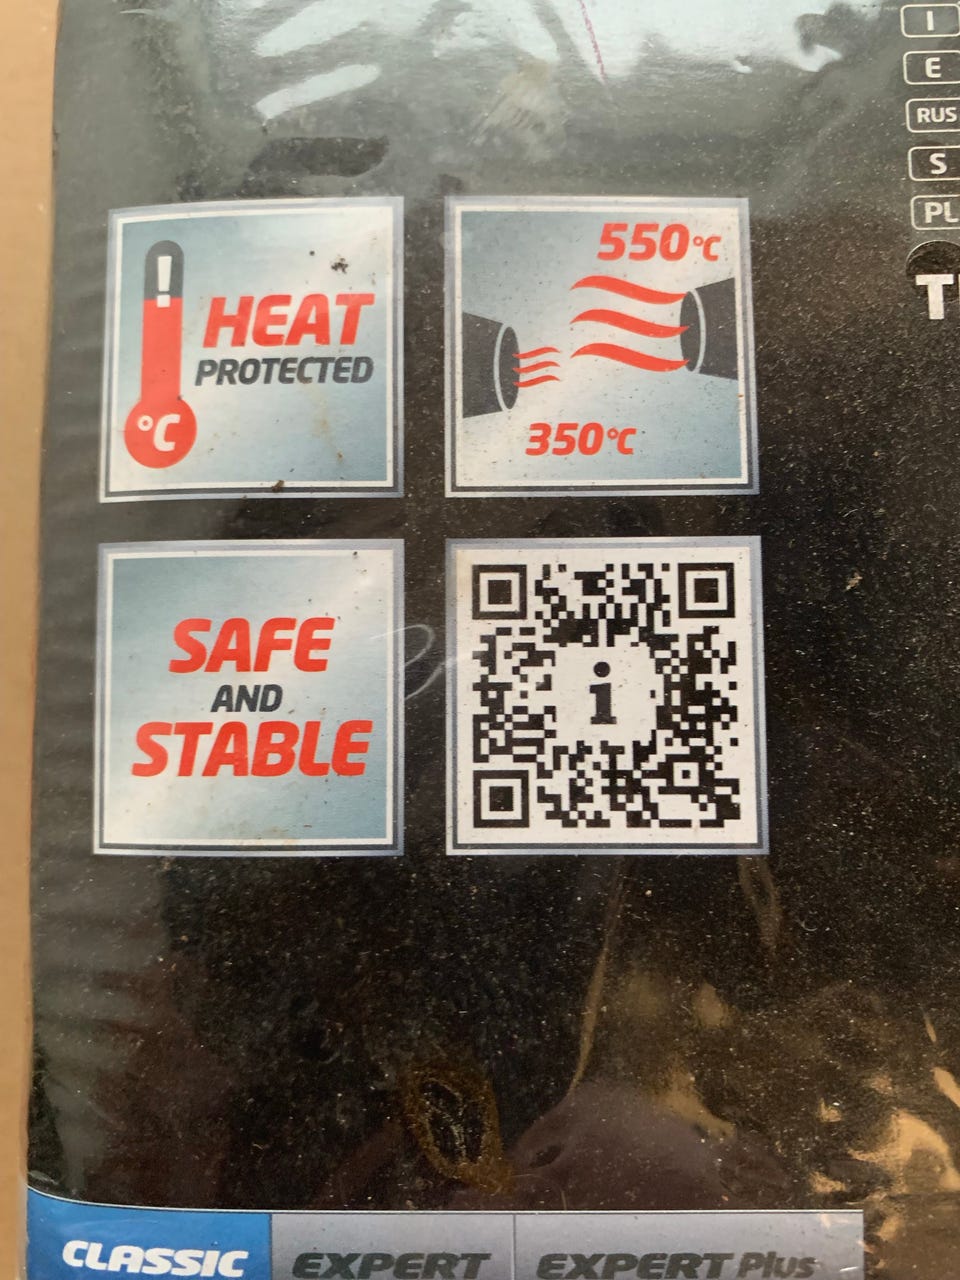 I
E
RUS
S
PL
T
!
HEAT
PROTECTED
°C
550°C
350°C
SAFE
AND
STABLE
i
CLASSIC
EXPERT
EXPERT Plus